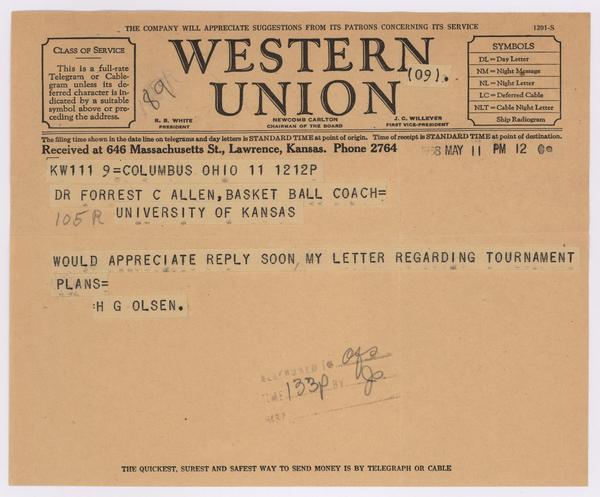 THE COMPANY WILL APPRECIATE SUGGESTIONS FROM ITS PATRONS CONCERNING ITS SERVICE
1201-S
CLASS OF SERVICE
This is a full-rate
Telegram or Cable-
gram unless its de-
ferred character is in-
dicated by a suitable
symbol above or pre-
ceding the address.
WESTERN
UNION
(09).
R. B. WHITE
PRESIDENT
NEWCOMB CARLTON
CHAIRMAN OF THE BOARD
J. C. WILLEVER
FIRST VICE-PRESIDENT
SYMBOLS
DL = Day Letter
NM = Night Message
NL = Night Letter
LC = Deferred Cable
NLT = Cable Night Letter
Ship Radiogram
The filing time shown in the date line on telegrams and day letters is STANDARD TIME at point of origin. Time of receipt is STANDARD TIME at point of destination.
Received at 646 Massachusetts St., Lawrence, Kansas. Phone 2764
MAY 11 PM 12
KW111 9=COLUMBUS OHIO 11 1212P
DR FORREST C ALLEN, BASKET BALL COACH=
105R UNIVERSITY OF KANSAS
WOULD APPRECIATE REPLY SOON, MY LETTER REGARDING TOURNAMENT
PLANS=
:H G OLSEN.
133P BY
THE QUICKEST, SUREST AND SAFEST WAY TO SEND MONEY IS BY TELEGRAPH OR CABLE